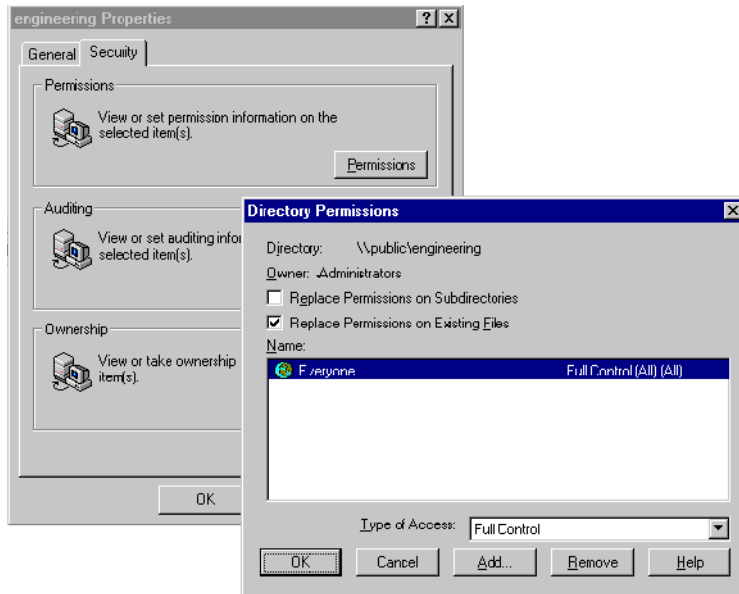 engineering Properties
General
Security
Permissions
View or set permission information on the
selected item(s).
Permissions
Auditing
View or set auditing infor
selected item(s).
Ownership
View or take ownership
item(s).
OK
Directory Permissions
Directory: \\public\engineering
Owner: Administrators
Replace Permissions on Subdirectories
Replace Permissions on Existing Files
Name:
Everyone Full Control (All) (All)
Type of Access: Full Control
OK Cancel Add... Remove Help